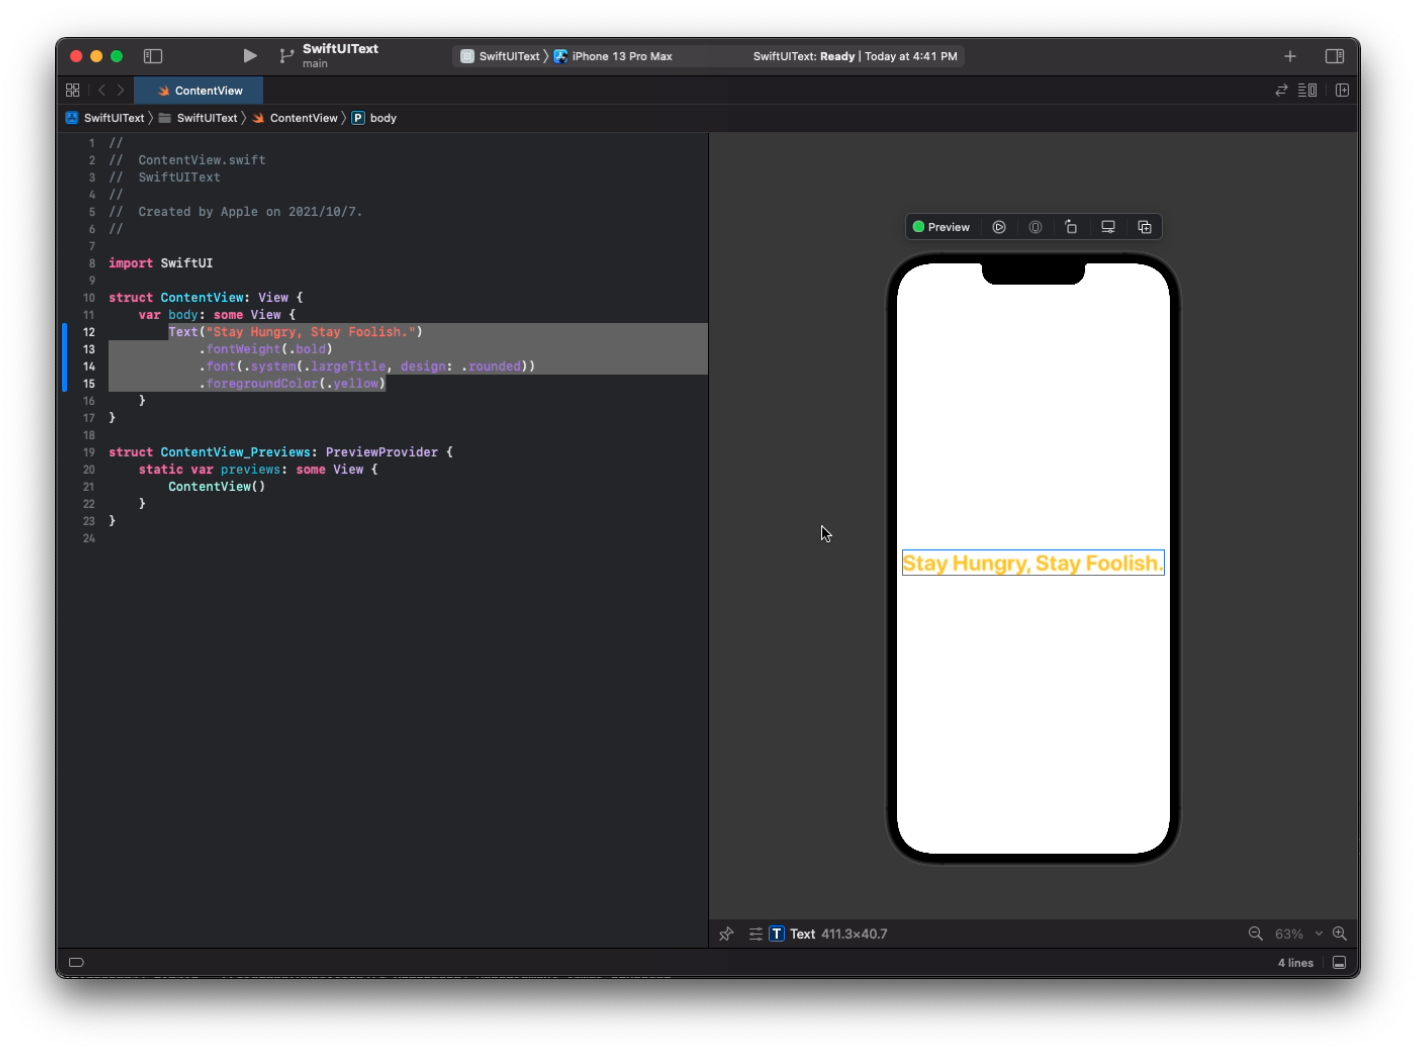 SwiftUIText
main
SwiftUIText 〉 iPhone 13 Pro Max
SwiftUIText: Ready | Today at 4:41 PM
ContentView
SwiftUIText 〉 SwiftUIText 〉 ContentView 〉 P body
1 //
2 //  ContentView.swift
3 //  SwiftUIText
4 //
5 //  Created by Apple on 2021/10/7.
6 //
7
8 import SwiftUI
9
10 struct ContentView: View {
11     var body: some View {
12         Text("Stay Hungry, Stay Foolish.")
13             .fontWeight(.bold)
14             .font(.system(.largeTitle, design: .rounded))
15             .foregroundColor(.yellow)
16     }
17 }
18
19 struct ContentView_Previews: PreviewProvider {
20     static var previews: some View {
21         ContentView()
22     }
23 }
24
Preview
Stay Hungry, Stay Foolish.
T Text 411.3×40.7
63%
4 lines